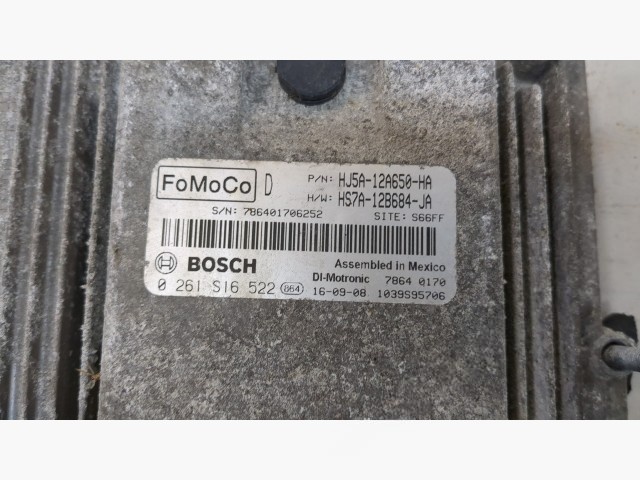 FoMoCo D P/N: HJ5A-12A650-HA
H/W: HS7A-12B684-JA
S/N: 786401706252 SITE: S66FF
BOSCH Assembled in Mexico
DI-Motronic 7864 0170
0 261 S16 522 864 16-09-08 1039S95706